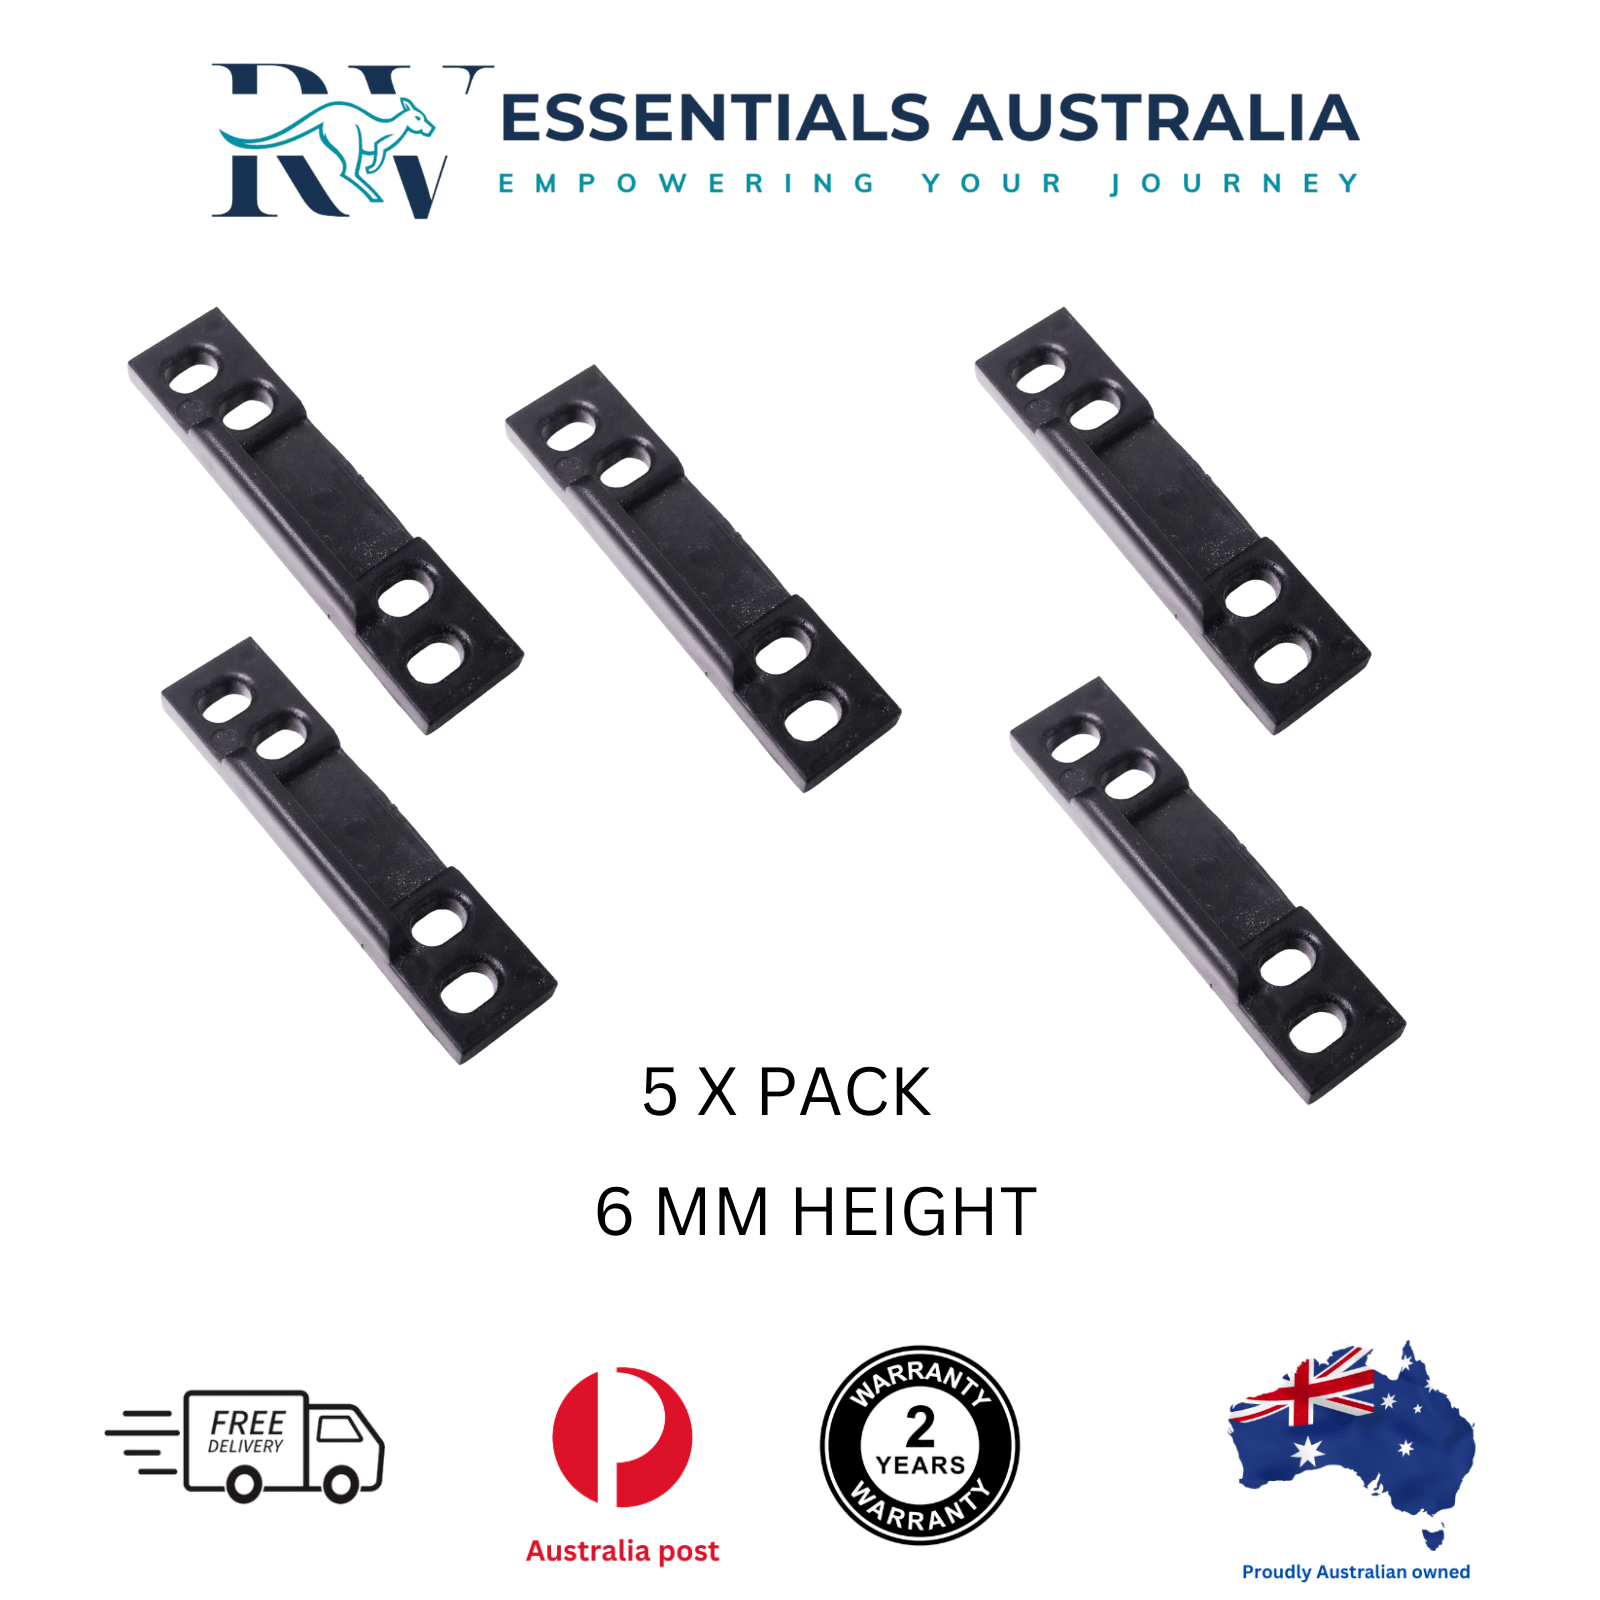 RV ESSENTIALS AUSTRALIA
EMPOWERING YOUR JOURNEY
5 X PACK
6 MM HEIGHT
FREE
DELIVERY
Australia post
WARRANTY
2
YEARS
WARRANTY
Proudly Australian owned